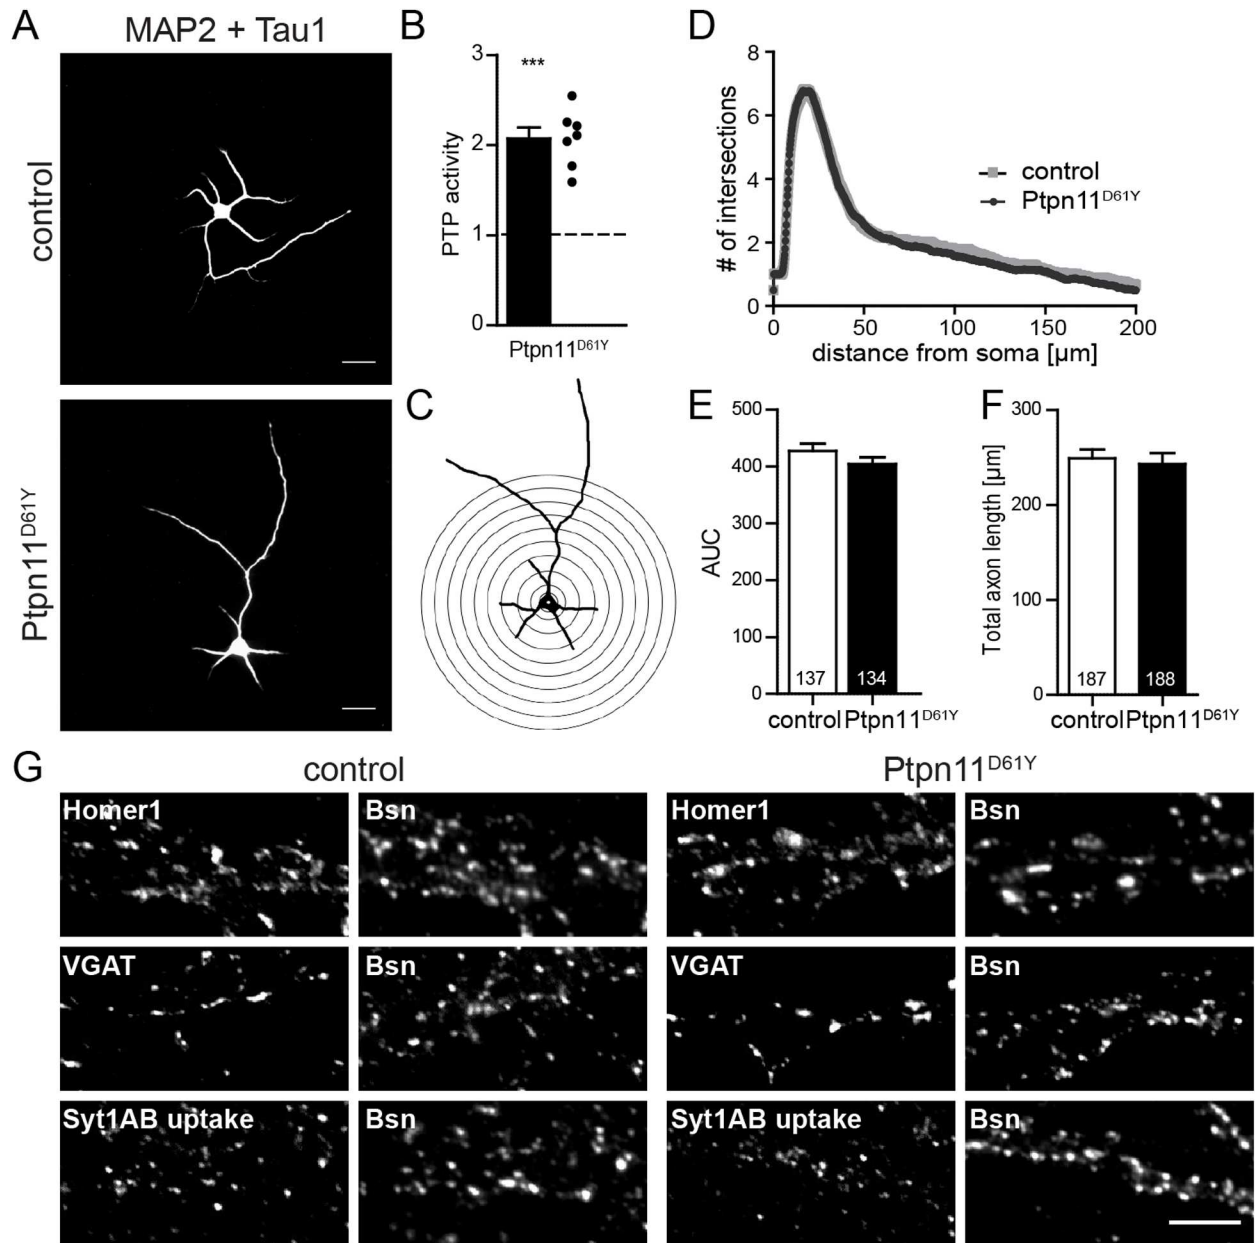 A
MAP2 + Tau1
control
Ptpn11D61Y
B
***
3
2
1
0
PTP activity
Ptpn11D61Y
C
D
8
6
4
2
0
# of intersections
control
Ptpn11D61Y
0 50 100 150 200
distance from soma [µm]
E
500
400
300
200
100
0
AUC
137 134
control Ptpn11D61Y
F
300
200
100
0
Total axon length [µm]
187 188
control Ptpn11D61Y
G
control Ptpn11D61Y
Homer1 Bsn Homer1 Bsn
VGAT Bsn VGAT Bsn
Syt1AB uptake Bsn Syt1AB uptake Bsn